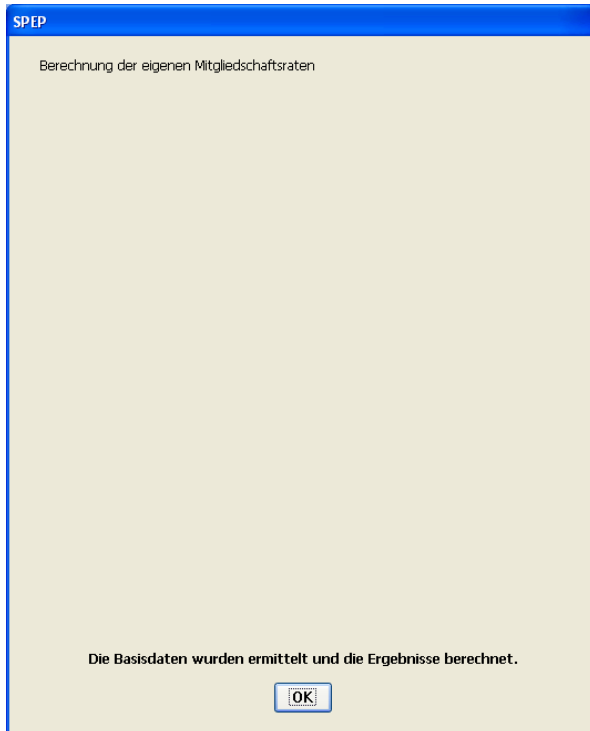 SPEP
Berechnung der eigenen Mitgliedschaftsraten
Die Basisdaten wurden ermittelt und die Ergebnisse berechnet.
OK